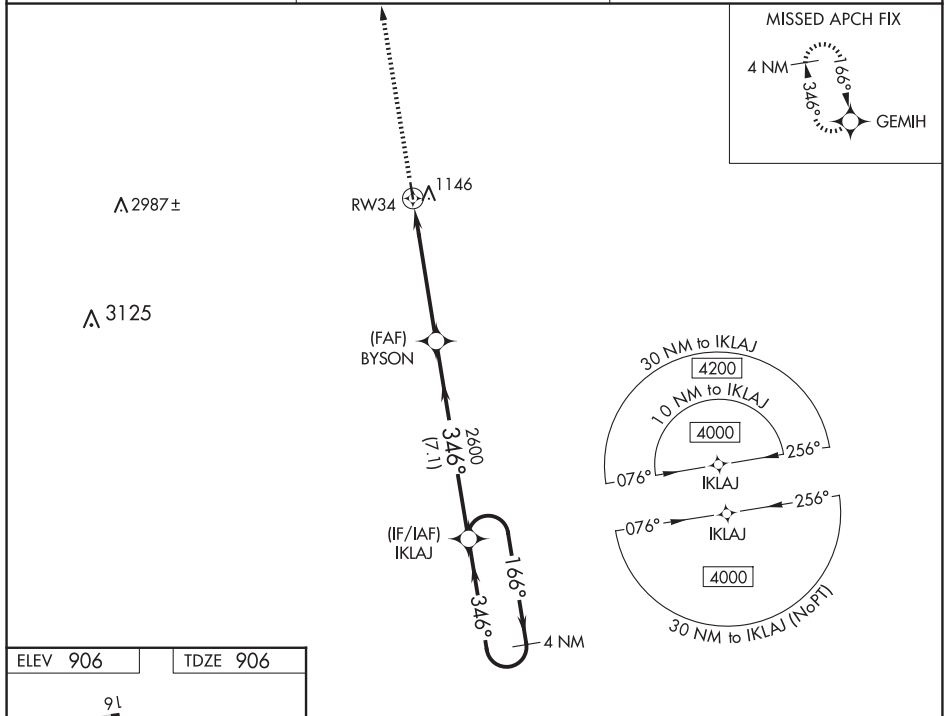 MISSED APCH FIX
4 NM
166°
346°
GEMIH
1146
RW34
2987±
3125
(FAF)
BYSON
2600
346°
(7.1)
(IF/IAF)
IKLAJ
166°
346°
4 NM
30 NM to IKLAJ
4200
10 NM to IKLAJ
4000
076°
256°
IKLAJ
076°
256°
IKLAJ
4000
30 NM to IKLAJ (NoPT)
ELEV 906
TDZE 906
16